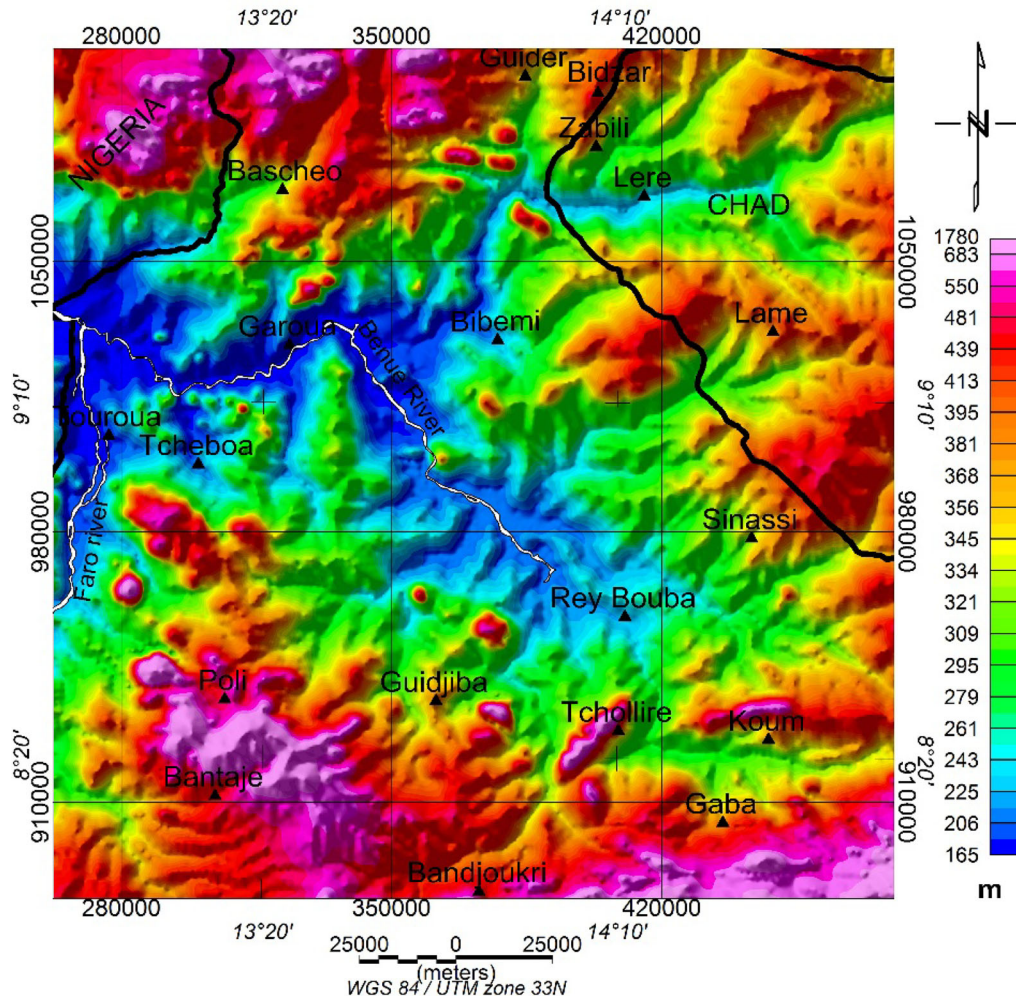 13°20' 14°10'
280000 350000 420000
Guider
Bidzar
NIGERIA
Zabili
N
Bascheo
Lere
CHAD
1050000 1050000
Garoua
Benue River
Bibemi
Lame
9°10' 9°10'
Touroua
Tcheboa
Faro river
980000 980000
Sinassi
Rey Bouba
Poli
Guidjiba
Tchollire
Koum
8°20' 8°20'
Bantaje
910000 910000
Gaba
Bandjoukri
1780
683
550
481
439
413
395
381
368
356
345
334
321
309
295
279
261
243
225
206
165
m
280000 350000 420000
13°20' 14°10'
25000 0 25000
(meters)
WGS 84 / UTM zone 33N